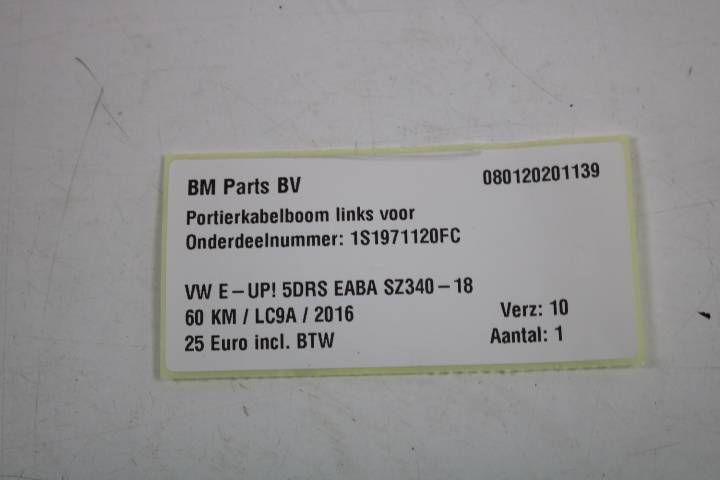 BM Parts BV 080120201139
Portierkabelboom links voor
Onderdeelnummer: 1S1971120FC
VW E-UP! 5DRS EABA SZ340-18
60 KM / LC9A / 2016 Verz: 10
25 Euro incl. BTW Aantal: 1